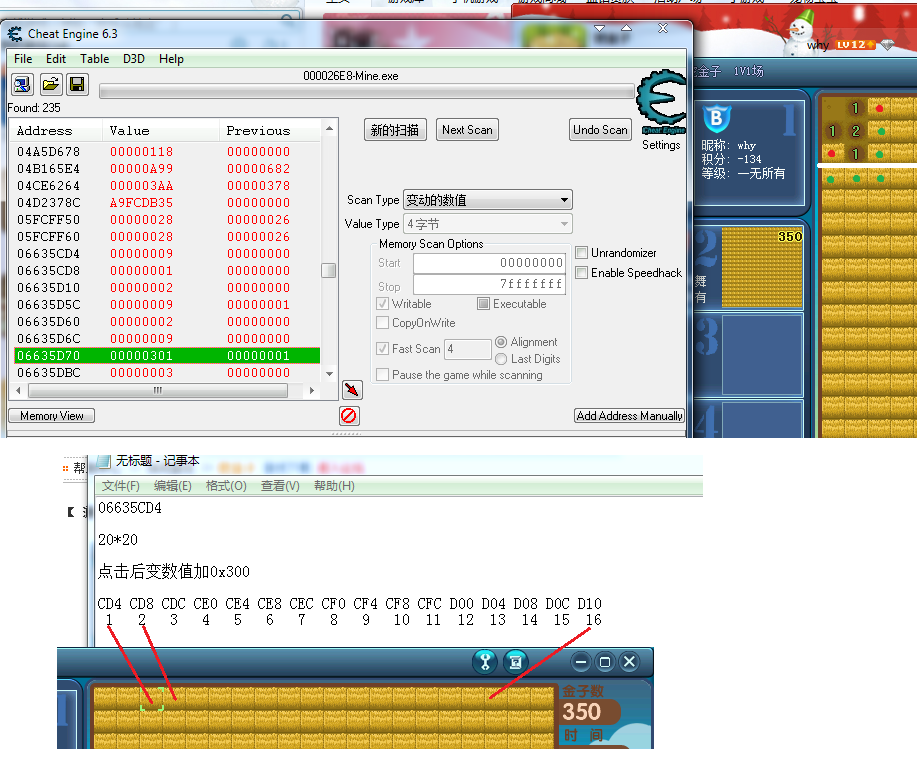 Cheat Engine 6.3
File Edit Table D3D Help
000026E8-Mine.exe
Found: 235
Address Value Previous
04A5D678 00000118 00000000
04B165E4 00000A99 00000682
04CE6264 000003AA 00000378
04D2378C A9FCDB35 00000000
05FCFF50 00000028 00000026
05FCFF60 00000028 00000026
06635CD4 00000009 00000000
06635CD8 00000001 00000000
06635D10 00000002 00000000
06635D5C 00000009 00000001
06635D60 00000002 00000000
06635D6C 00000009 00000000
06635D70 00000301 00000001
06635DBC 00000003 00000000
Memory View
新的扫描 Next Scan Undo Scan
Cheat Engine
Settings
Scan Type 变动的数值
Value Type 4 字节
Memory Scan Options
Start 00000000
Stop 7fffffff
Writable Executable
CopyOnWrite
Fast Scan 4 Alignment
Last Digits
Pause the game while scanning
Unrandomizer
Enable Speedhack
Add Address Manually
why LV12+
金子 1V1场
B 1
昵称: why
积分: -134
等级: 一无所有
1
1 2
1
2 350
舞
有
3
4
帮
无标题 - 记事本
文件(F) 编辑(E) 格式(O) 查看(V) 帮助(H)
06635CD4
20*20
点击后变数值加0x300
CD4 CD8 CDC CE0 CE4 CE8 CEC CF0 CF4 CF8 CFC D00 D04 D08 D0C D10
1 2 3 4 5 6 7 8 9 10 11 12 13 14 15 16
金子数
350
时 间